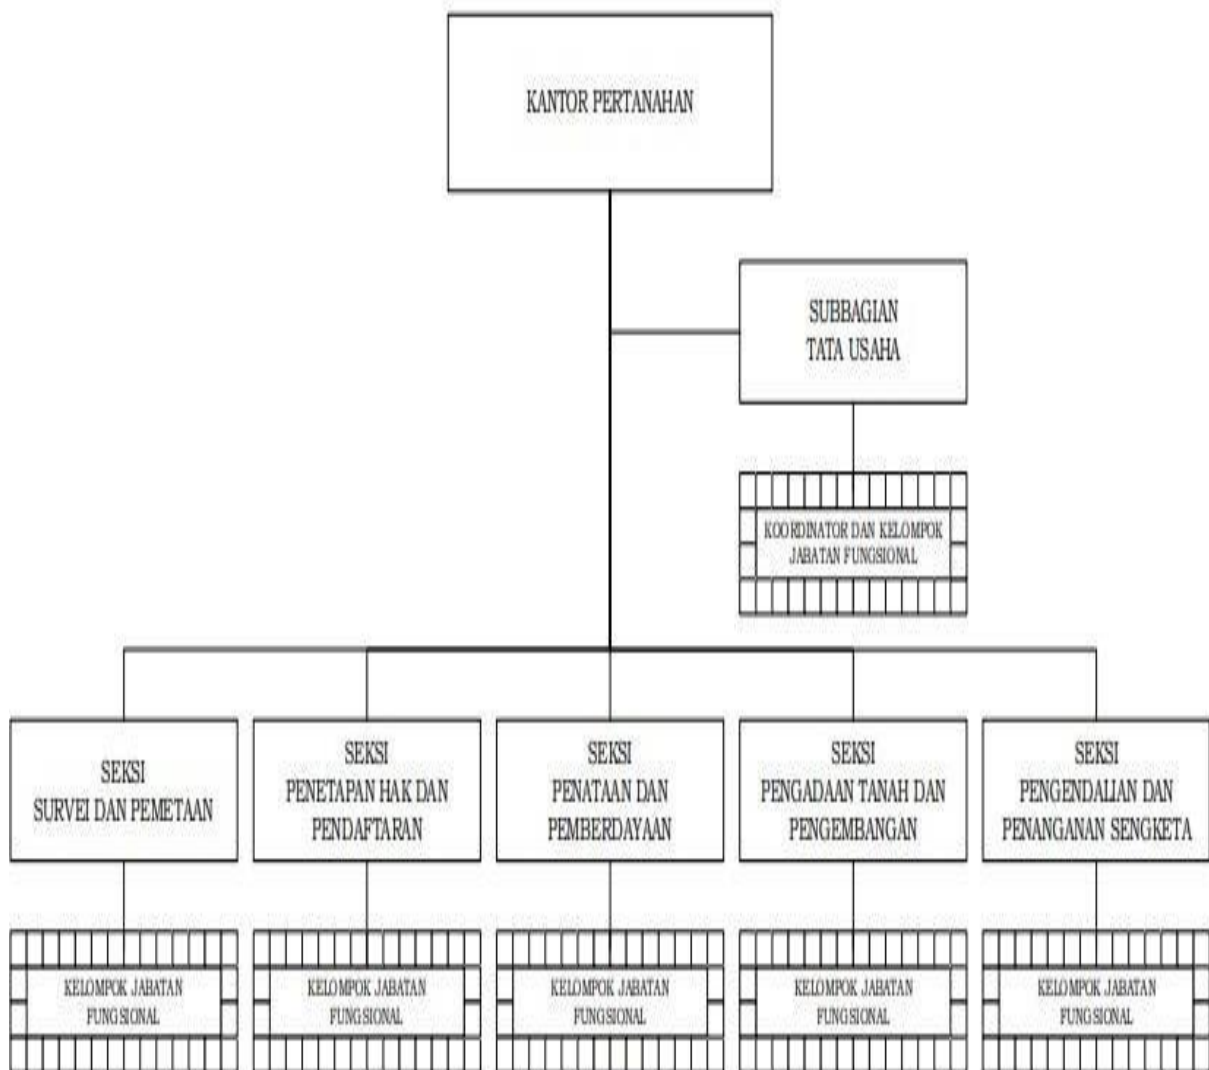 KANTOR PERTANAHAN
SUBBAGIAN
TATA USAHA
KOORDINATOR DAN KELOMPOK
JABATAN FUNGSIONAL
SEKSI
SURVEI DAN PEMETAAN
SEKSI
PENETAPAN HAK DAN
PENDAFTARAN
SEKSI
PENATAAN DAN
PEMBERDAYAAN
SEKSI
PENGADAAN TANAH DAN
PENGEMBANGAN
SEKSI
PENGENDALIAN DAN
PENANGANAN SENGKETA
KELOMPOK JABATAN
FUNGSIONAL
KELOMPOK JABATAN
FUNGSIONAL
KELOMPOK JABATAN
FUNGSIONAL
KELOMPOK JABATAN
FUNGSIONAL
KELOMPOK JABATAN
FUNGSIONAL